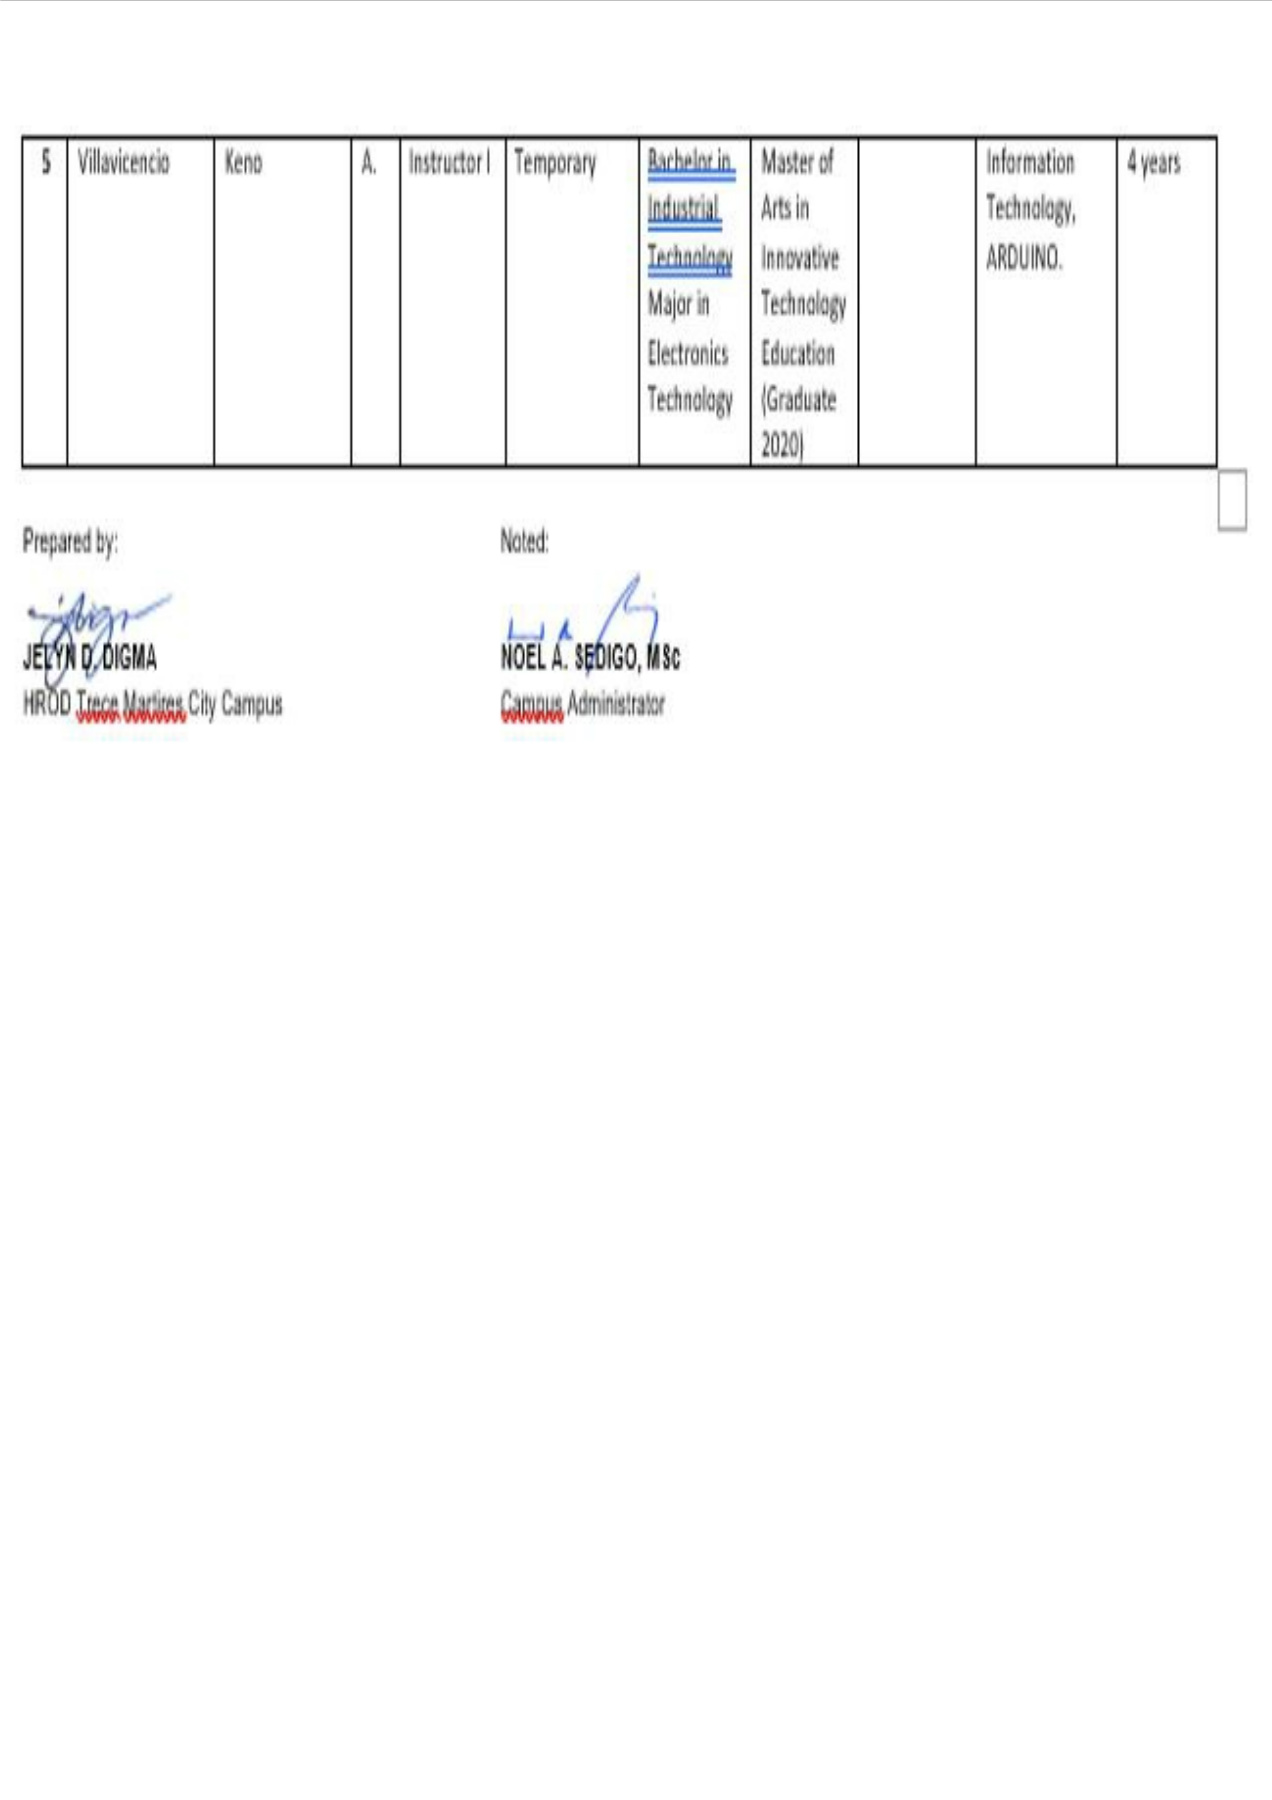 5 Villavicencio Keno A. Instructor I Temporary Bachelor in Master of Information 4 years
Industrial Arts in Technology,
Technology Innovative ARDUINO.
Major in Technology
Electronics Education
Technology (Graduate
2020)
Prepared by: Noted:
JELYN D. DIGMA NOEL A. SEDIGO, MSc
HROD Trece Martires City Campus Campus Administrator